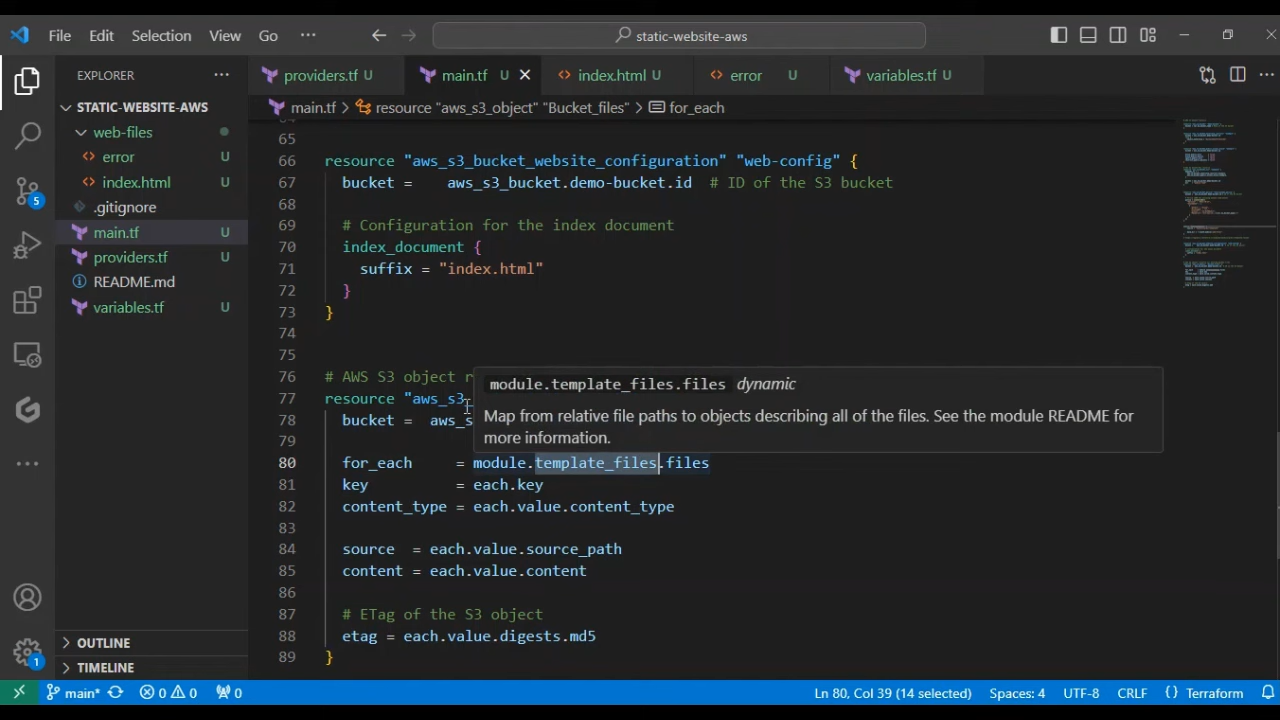 File Edit Selection View Go ··· static-website-aws
EXPLORER ···
STATIC-WEBSITE-AWS
web-files
error U
index.html U
.gitignore
main.tf U
providers.tf U
README.md
variables.tf U
OUTLINE
TIMELINE
5
1
providers.tf U main.tf U index.html U error U variables.tf U ···
main.tf > resource "aws_s3_object" "Bucket_files" > for_each
65
66 resource "aws_s3_bucket_website_configuration" "web-config" {
67 bucket = aws_s3_bucket.demo-bucket.id # ID of the S3 bucket
68
69 # Configuration for the index document
70 index_document {
71 suffix = "index.html"
72 }
73 }
74
75
76 # AWS S3 object r
77 resource "aws_s3_
78 bucket = aws_s
module.template_files.files dynamic
Map from relative file paths to objects describing all of the files. See the module README for
more information.
79
80 for_each = module.template_files.files
81 key = each.key
82 content_type = each.value.content_type
83
84 source = each.value.source_path
85 content = each.value.content
86
87 # ETag of the S3 object
88 etag = each.value.digests.md5
89 }
main* 0 0 0 Ln 80, Col 39 (14 selected) Spaces: 4 UTF-8 CRLF {} Terraform